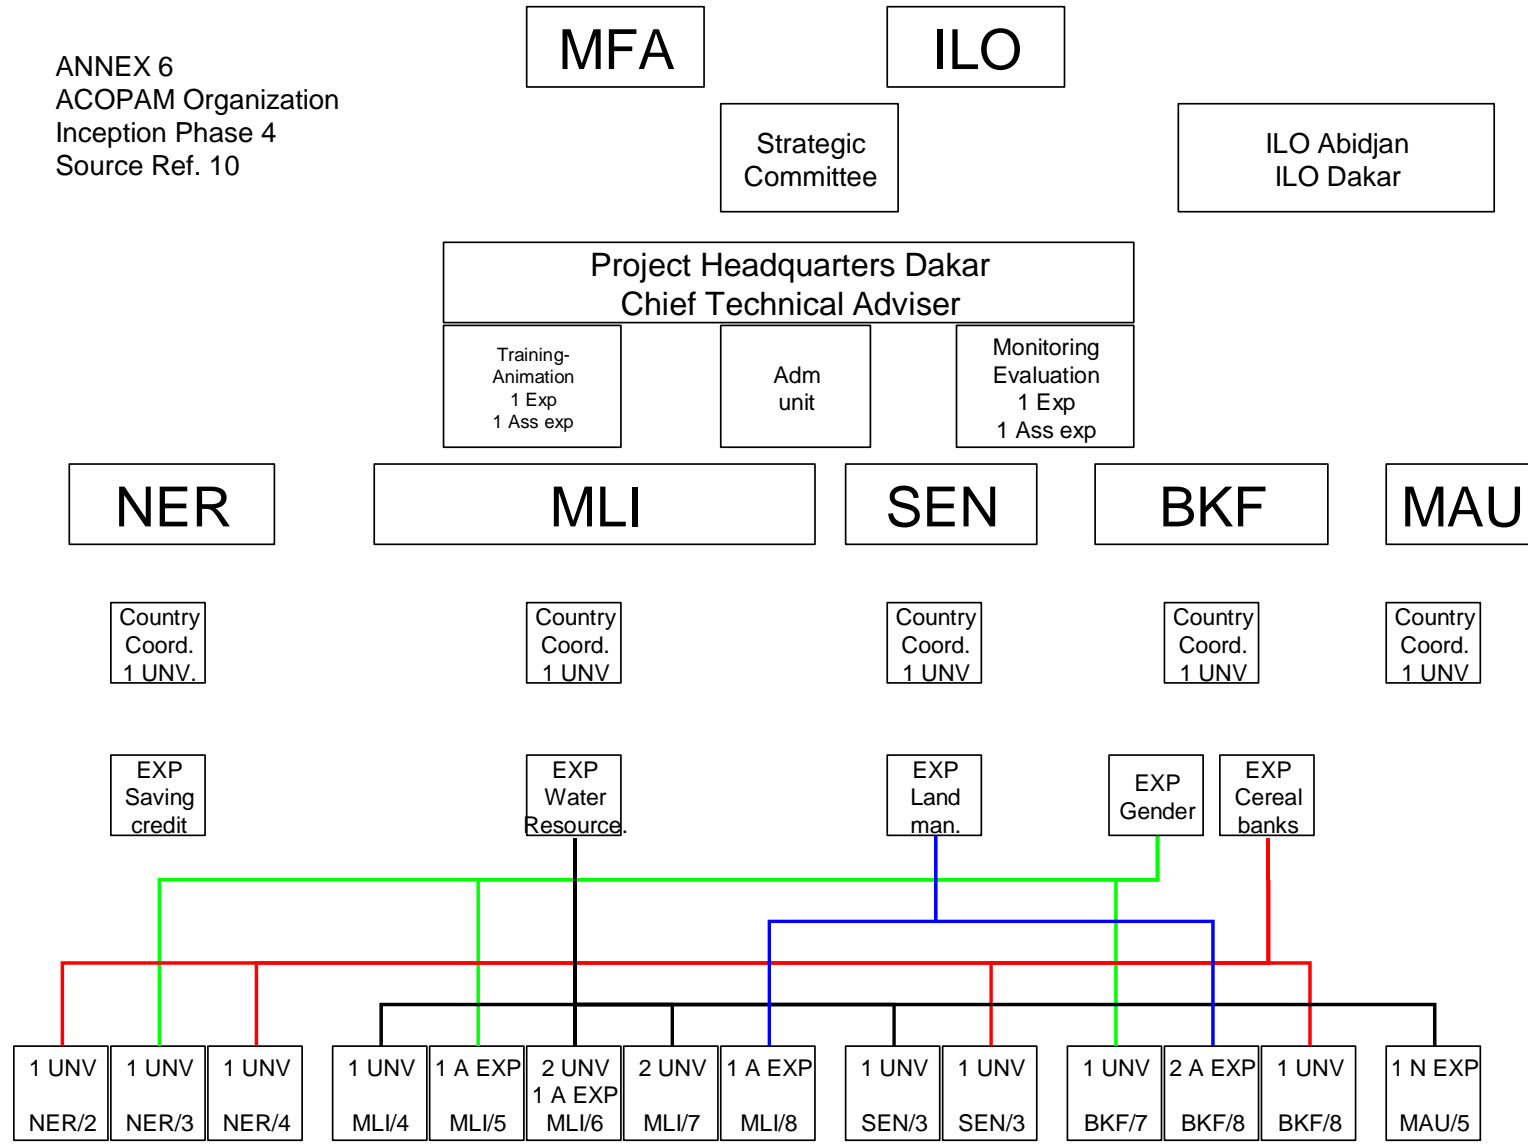 MFA
ILO
ANNEX 6
ACOPAM Organization
Inception Phase 4
Source Ref. 10
Strategic
Committee
ILO Abidjan
ILO Dakar
Project Headquarters Dakar
Chief Technical Adviser
Training-
Animation
1 Exp
1 Ass exp
Adm
unit
Monitoring
Evaluation
1 Exp
1 Ass exp
NER
MLI
SEN
BKF
MAU
Country
Coord.
1 UNV.
Country
Coord.
1 UNV
Country
Coord.
1 UNV
Country
Coord.
1 UNV
Country
Coord.
1 UNV
EXP
Saving
credit
EXP
Water
Resource.
EXP
Land
man.
EXP
Gender
EXP
Cereal
banks
1 UNV
NER/2
1 UNV
NER/3
1 UNV
NER/4
1 UNV
MLI/4
1 A EXP
MLI/5
2 UNV
1 A EXP
MLI/6
2 UNV
MLI/7
1 A EXP
MLI/8
1 UNV
SEN/3
1 UNV
SEN/3
1 UNV
BKF/7
2 A EXP
BKF/8
1 UNV
BKF/8
1 N EXP
MAU/5